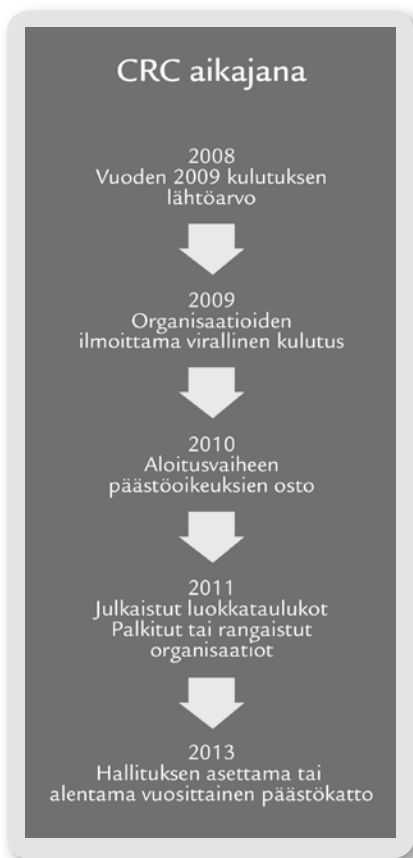 CRC aikajana
2008
Vuoden 2009 kulutuksen
lähtöarvo
2009
Organisaatioiden
ilmoittama virallinen kulutus
2010
Aloitusvaiheen
päästöoikeuksien osto
2011
Julkaistut luokkataulukot
Palkitut tai rangaistut
organisaatiot
2013
Hallituksen asettama tai
alentama vuosittainen päästökatto